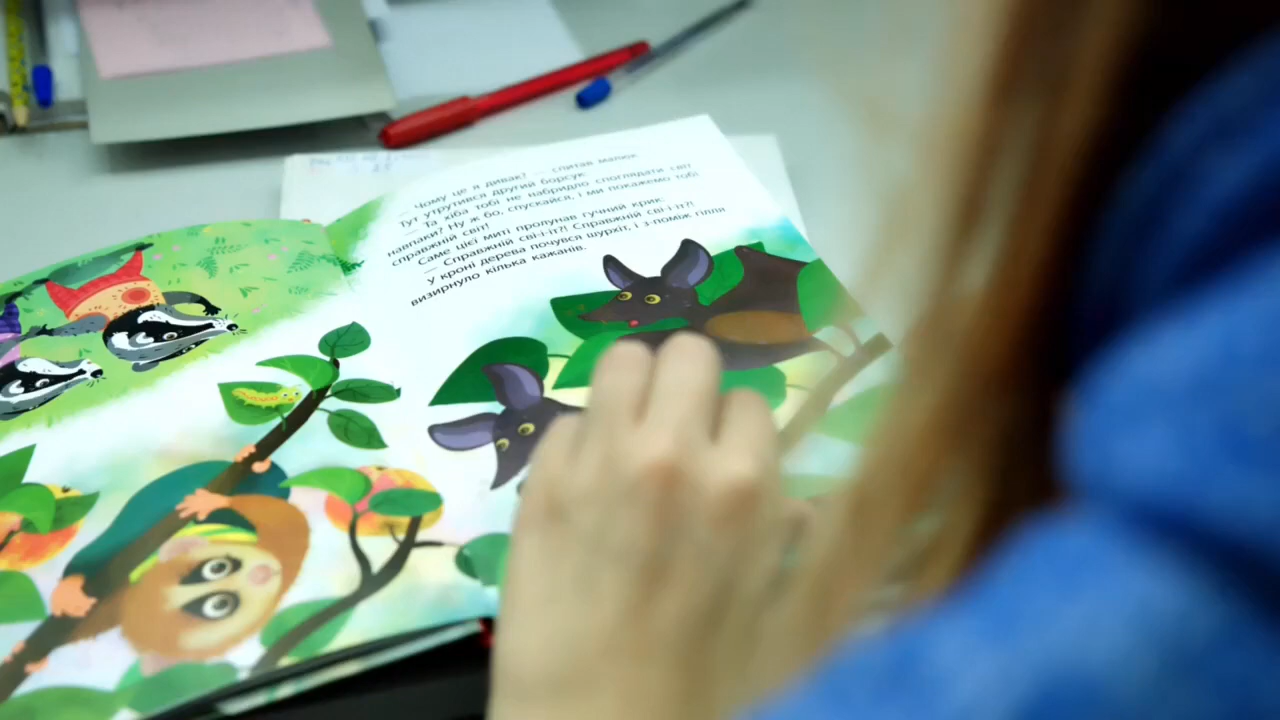 — Чому це я дивак? — спитав малюк.
Тут утрутився другий борсук:
— Та хіба тобі не набридло споглядати світ
навпаки? Ну ж бо, спускайся, і ми покажемо тобі
справжній світ!
Саме цієї миті пролунав гучний крик:
— Справжній сві-і-іт?! Справжній сві-і-іт?!
У кроні дерева почувся шурхіт, і з-поміж гілля
визирнуло кілька кажанів.